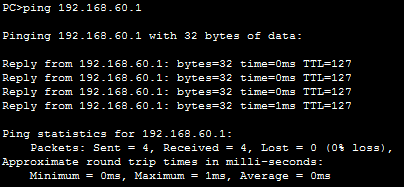 PC>ping 192.168.60.1
Pinging 192.168.60.1 with 32 bytes of data:
Reply from 192.168.60.1: bytes=32 time=0ms TTL=127
Reply from 192.168.60.1: bytes=32 time=0ms TTL=127
Reply from 192.168.60.1: bytes=32 time=0ms TTL=127
Reply from 192.168.60.1: bytes=32 time=1ms TTL=127
Ping statistics for 192.168.60.1:
Packets: Sent = 4, Received = 4, Lost = 0 (0% loss),
Approximate round trip times in milli-seconds:
Minimum = 0ms, Maximum = 1ms, Average = 0ms